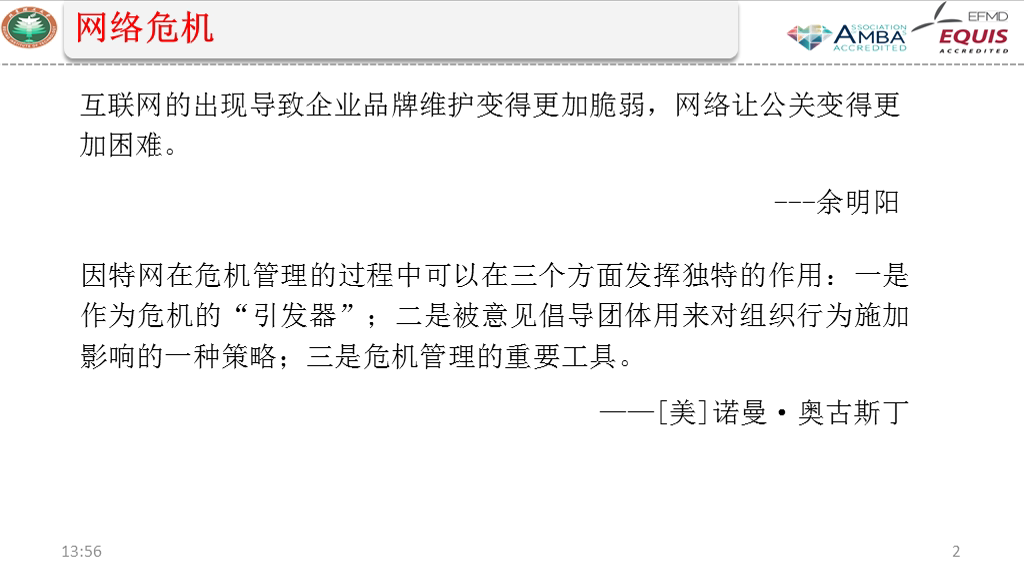 网络危机
ASSOCIATION
AMBA
ACCREDITED
EFMD
EQUIS
ACCREDITED
互联网的出现导致企业品牌维护变得更加脆弱，网络让公关变得更
加困难。
---余明阳
因特网在危机管理的过程中可以在三个方面发挥独特的作用：一是
作为危机的“引发器”；二是被意见倡导团体用来对组织行为施加
影响的一种策略；三是危机管理的重要工具。
——[美]诺曼·奥古斯丁
13:56
2